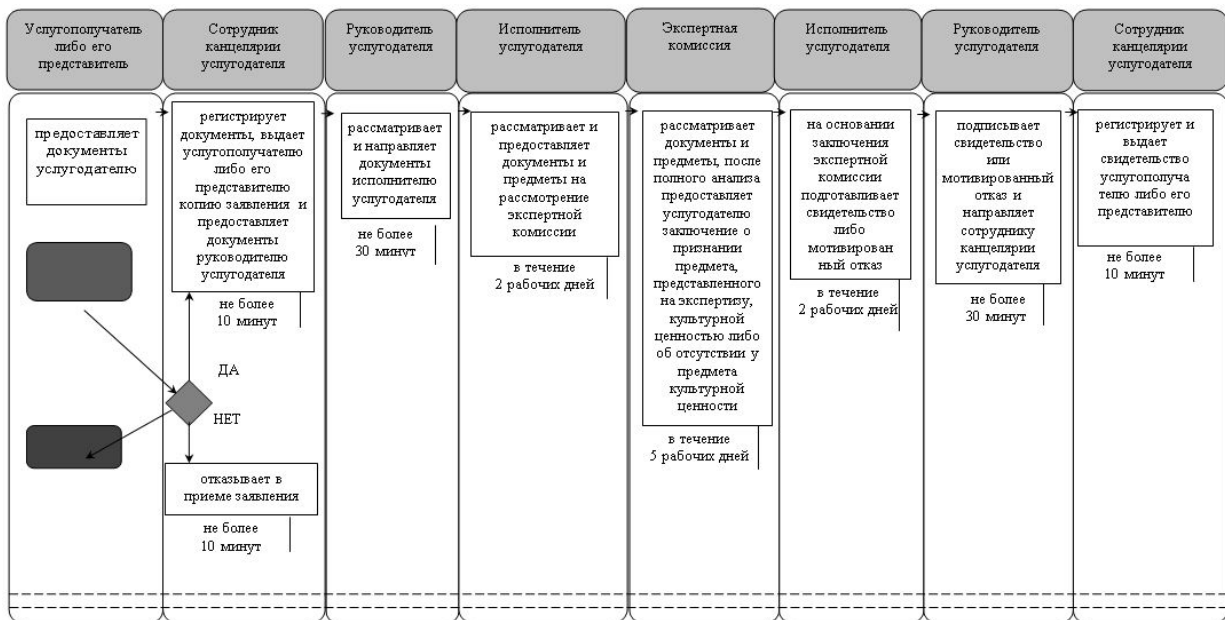 Услугополучатель
либо его
представитель
Сотрудник
канцелярии
услугодателя
Руководитель
услугодателя
Исполнитель
услугодателя
Экспертная
комиссия
Исполнитель
услугодателя
Руководитель
услугодателя
Сотрудник
канцелярии
услугодателя
предоставляет
документы
услугодателю
регистрирует
документы, выдает
услугополучателю
либо его
представителю
копию заявления и
предоставляет
документы
руководителю
услугодателя
не более
10 минут
ДА
НЕТ
отказывает в
приеме заявления
не более
10 минут
рассматривает
и направляет
документы
исполнителю
услугодателя
не более
30 минут
рассматривает и
предоставляет
документы и
предметы на
рассмотрение
экспертной
комиссии
в течение
2 рабочих дней
рассматривает
документы и
предметы, после
полного анализа
предоставляет
услугодателю
заключение о
признании
предмета,
представленного
на экспертизу,
культурной
ценностью либо
об отсутствии у
предмета
культурной
ценности
в течение
5 рабочих дней
на основании
заключения
экспертной
комиссии
подготавливает
свидетельство
либо
мотивирован
ный отказ
в течение
2 рабочих дней
подписывает
свидетельство
или
мотивированный
отказ и
направляет
сотруднику
канцелярии
услугодателя
не более
30 минут
регистрирует и
выдает
свидетельство
услугополуча
телю либо его
представителю
не более
10 минут